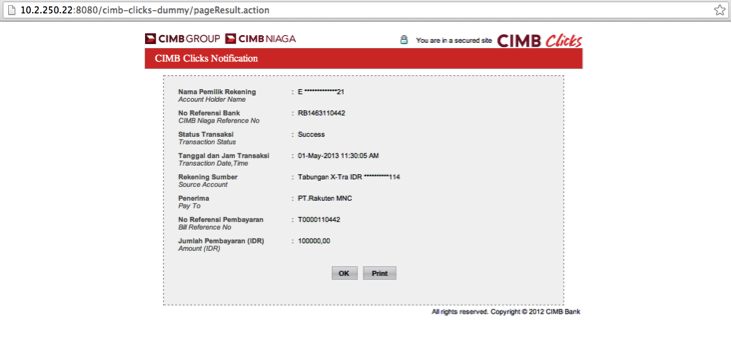 10.2.250.22:8080/cimb-clicks-dummy/pageResult.action
CIMBGROUP CIMBNIAGA You are in a secured site CIMB Clicks
CIMB Clicks Notification
Nama Pemilik Rekening : E *************21
Account Holder Name
No Referensi Bank : RB1463110442
CIMB Niaga Reference No
Status Transaksi : Success
Transaction Status
Tanggal dan Jam Transaksi : 01-May-2013 11:30:05 AM
Transaction Date,Time
Rekening Sumber : Tabungan X-Tra IDR **********114
Source Account
Penerima : PT.Rakuten MNC
Pay To
No Referensi Pembayaran : T0000110442
Bill Reference No
Jumlah Pembayaran (IDR) : 100000,00
Amount (IDR)
OK Print
All rights reserved. Copyright © 2012 CIMB Bank